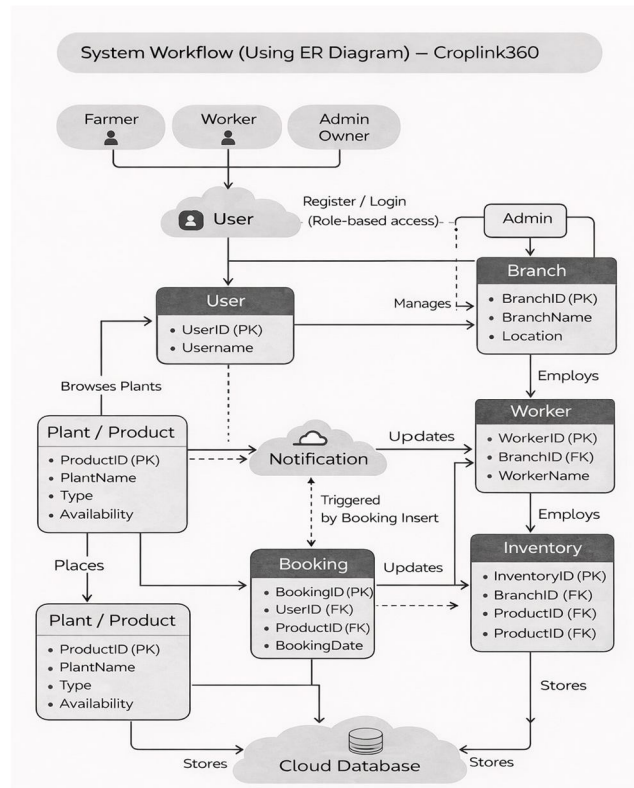 System Workflow (Using ER Diagram) – Croplink360
Farmer
Worker
Admin
Owner
User
Register / Login
(Role-based access)
Admin
Branch
• BranchID (PK)
• BranchName
• Location
Manages
User
• UserID (PK)
• Username
Browses Plants
Employs
Plant / Product
• ProductID (PK)
• PlantName
• Type
• Availability
Notification
Updates
Worker
• WorkerID (PK)
• BranchID (FK)
• WorkerName
Triggered
by Booking Insert
Employs
Places
Booking
• BookingID (PK)
• UserID (FK)
• ProductID (FK)
• BookingDate
Updates
Inventory
• InventoryID (PK)
• BranchID (FK)
• ProductID (FK)
• ProductID (FK)
Plant / Product
• ProductID (PK)
• PlantName
• Type
• Availability
Stores
Stores
Cloud Database
Stores